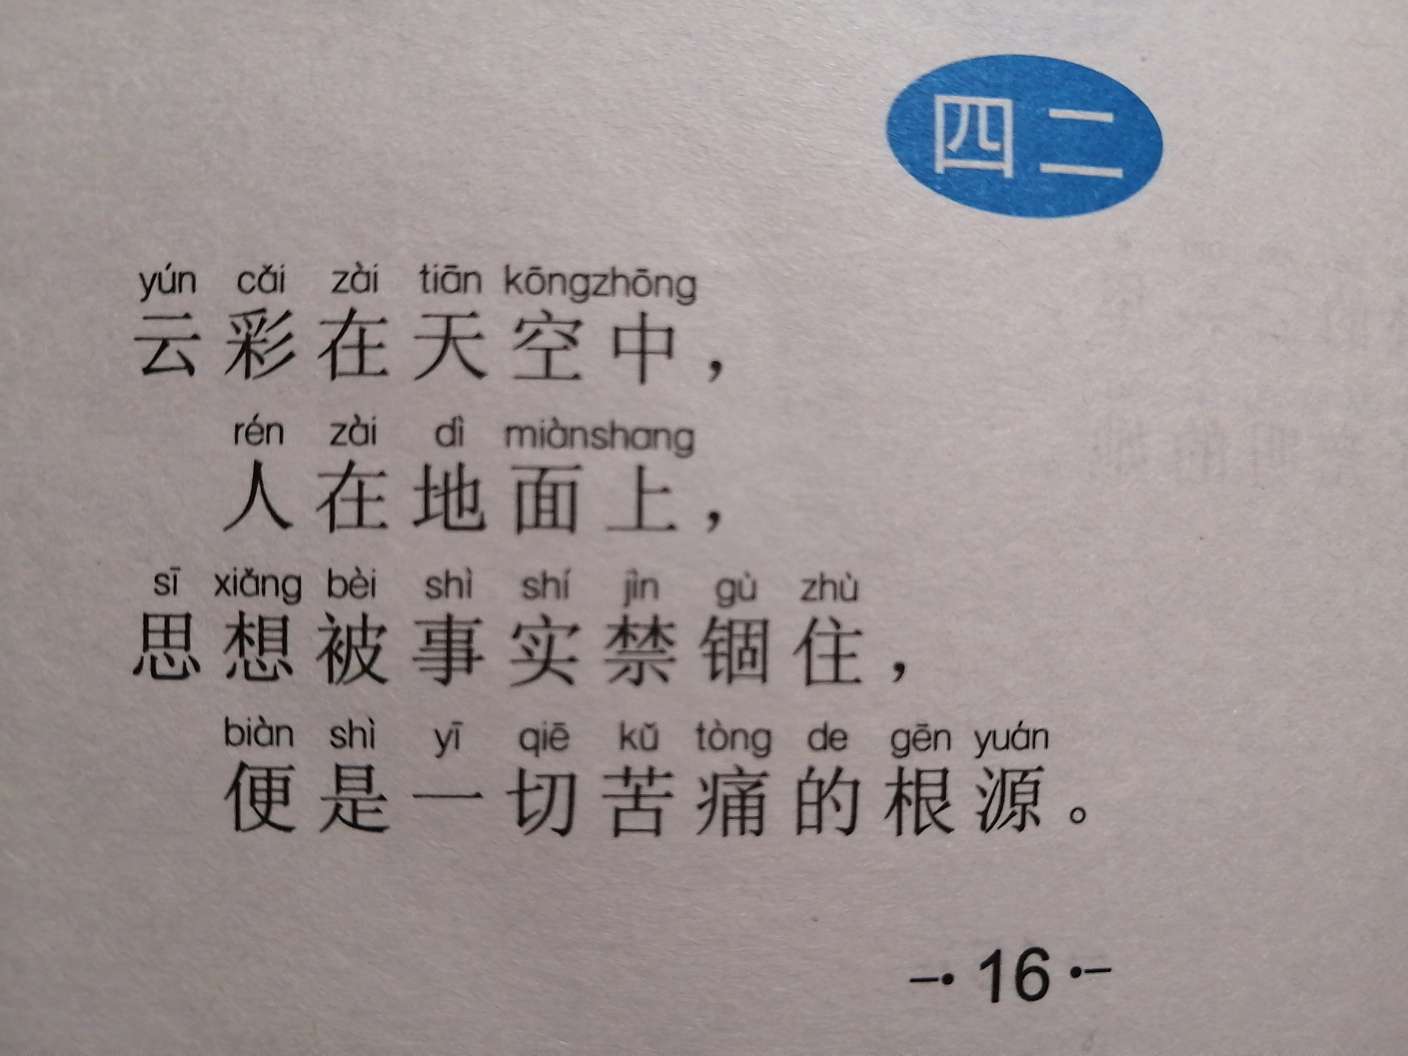 四二
yún cǎi zài tiān kōngzhōng
云彩在天空中，
rén zài dì miànshang
人在地面上，
sī xiǎng bèi shì shí jìn gù zhù
思想被事实禁锢住，
biàn shì yī qiē kǔ tòng de gēn yuán
便是一切苦痛的根源。
–·16·–